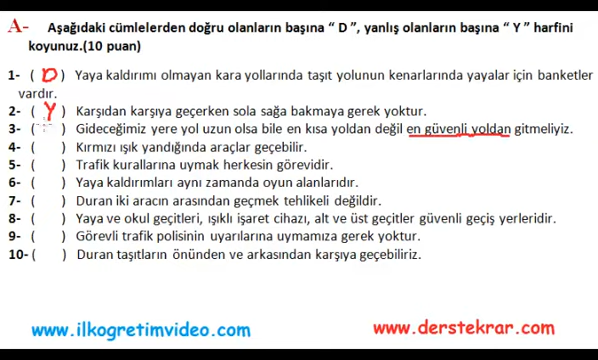 A- Aşağıdaki cümlelerden doğru olanların başına “ D ”, yanlış olanların başına “ Y ” harfini
koyunuz.(10 puan)
1- ( D ) Yaya kaldırımı olmayan kara yollarında taşıt yolunun kenarlarında yayalar için banketler
vardır.
2- ( Y ) Karşıdan karşıya geçerken sola sağa bakmaya gerek yoktur.
3- ( ) Gideceğimiz yere yol uzun olsa bile en kısa yoldan değil en güvenli yoldan gitmeliyiz.
4- ( ) Kırmızı ışık yandığında araçlar geçebilir.
5- ( ) Trafik kurallarına uymak herkesin görevidir.
6- ( ) Yaya kaldırımları aynı zamanda oyun alanlarıdır.
7- ( ) Duran iki aracın arasından geçmek tehlikeli değildir.
8- ( ) Yaya ve okul geçitleri, ışıklı işaret cihazı, alt ve üst geçitler güvenli geçiş yerleridir.
9- ( ) Görevli trafik polisinin uyarılarına uymamıza gerek yoktur.
10- ( ) Duran taşıtların önünden ve arkasından karşıya geçebiliriz.
www.ilkogretimvideo.com
www.derstekrar.com